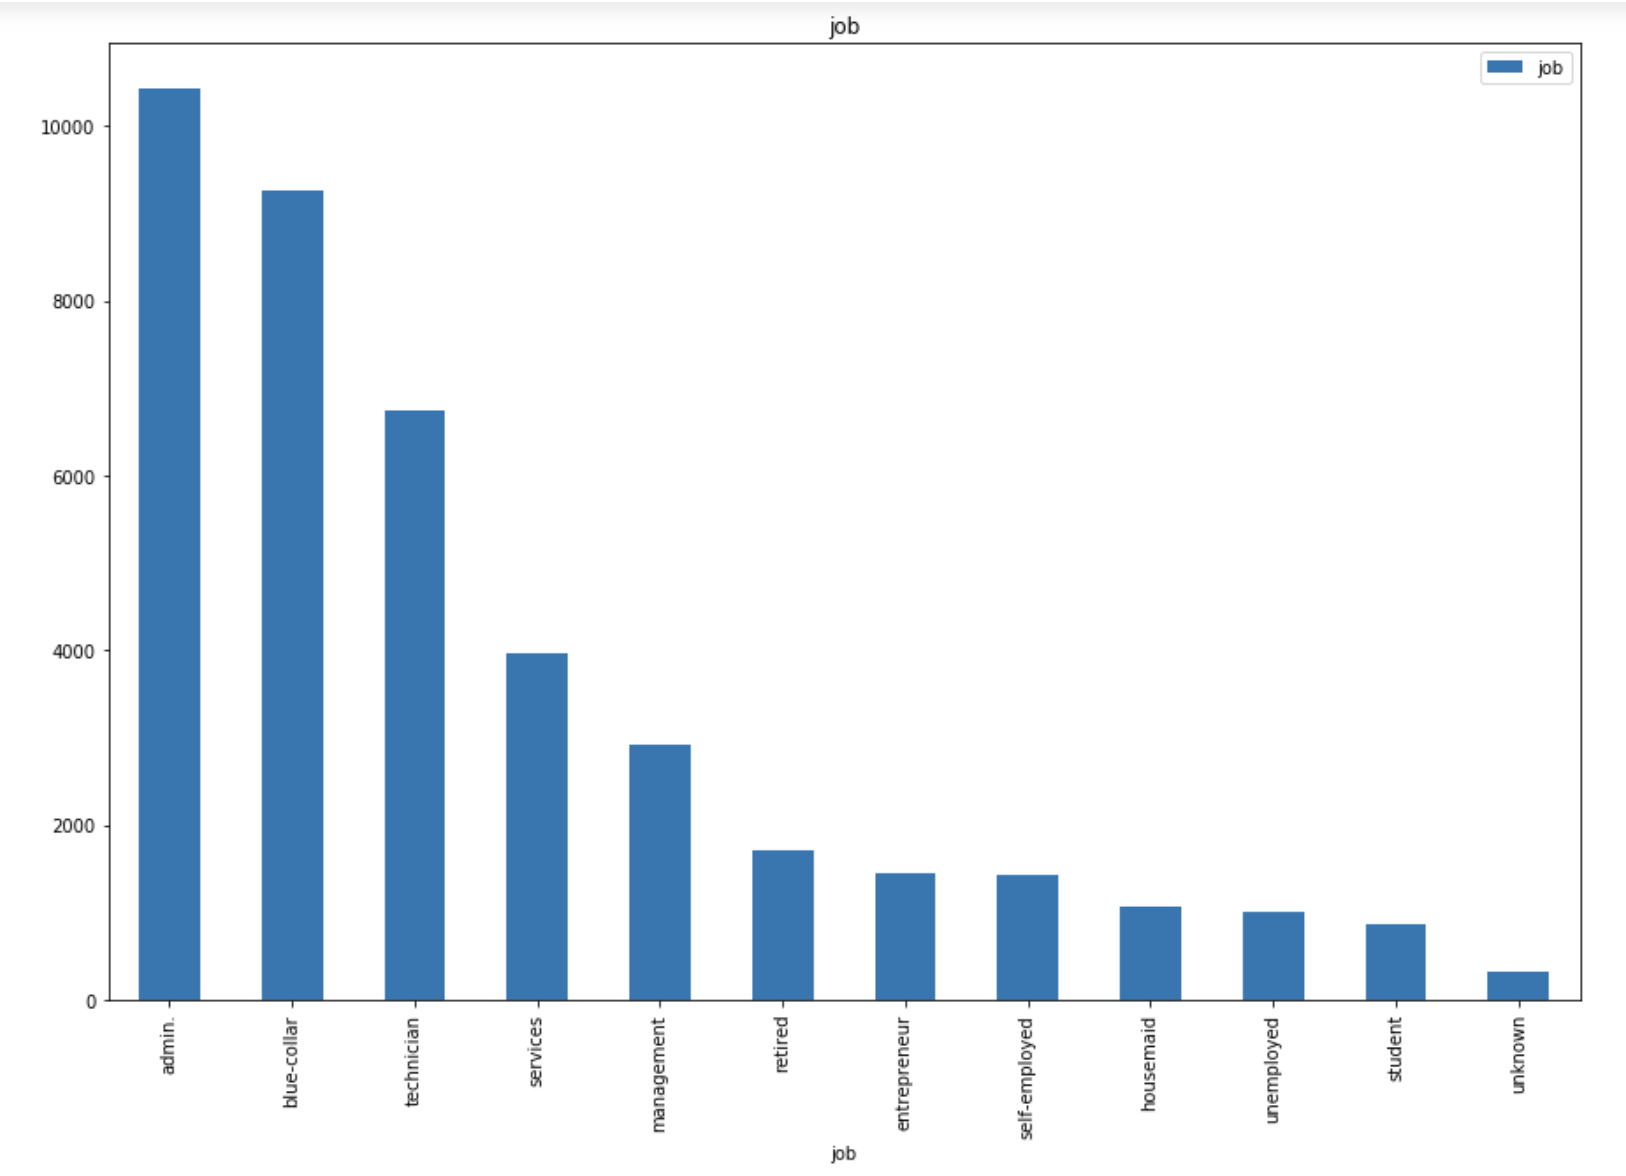 job
job
10000
8000
6000
4000
2000
0
admin.
blue-collar
technician
services
management
retired
entrepreneur
self-employed
housemaid
unemployed
student
unknown
job